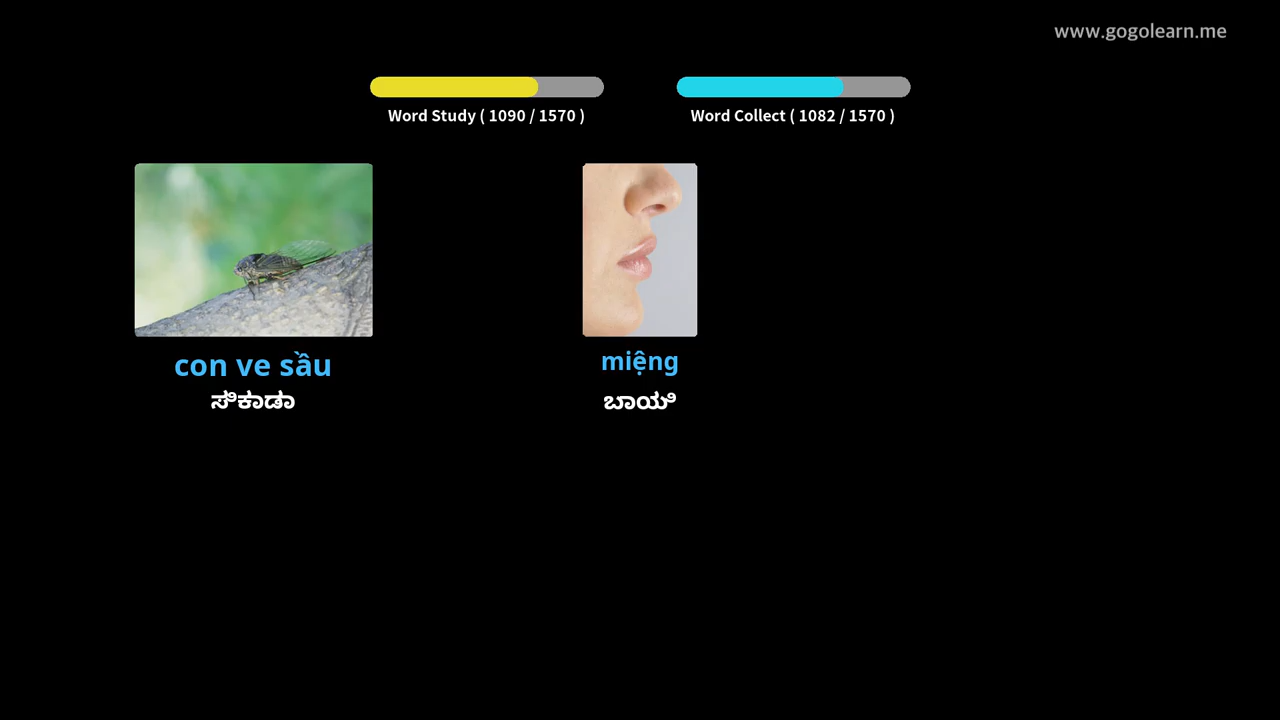 www.gogolearn.me
Word Study ( 1090 / 1570 )
Word Collect ( 1082 / 1570 )
con ve sầu
ಸಿಕಾಡಾ
miệng
ಬಾಯಿ